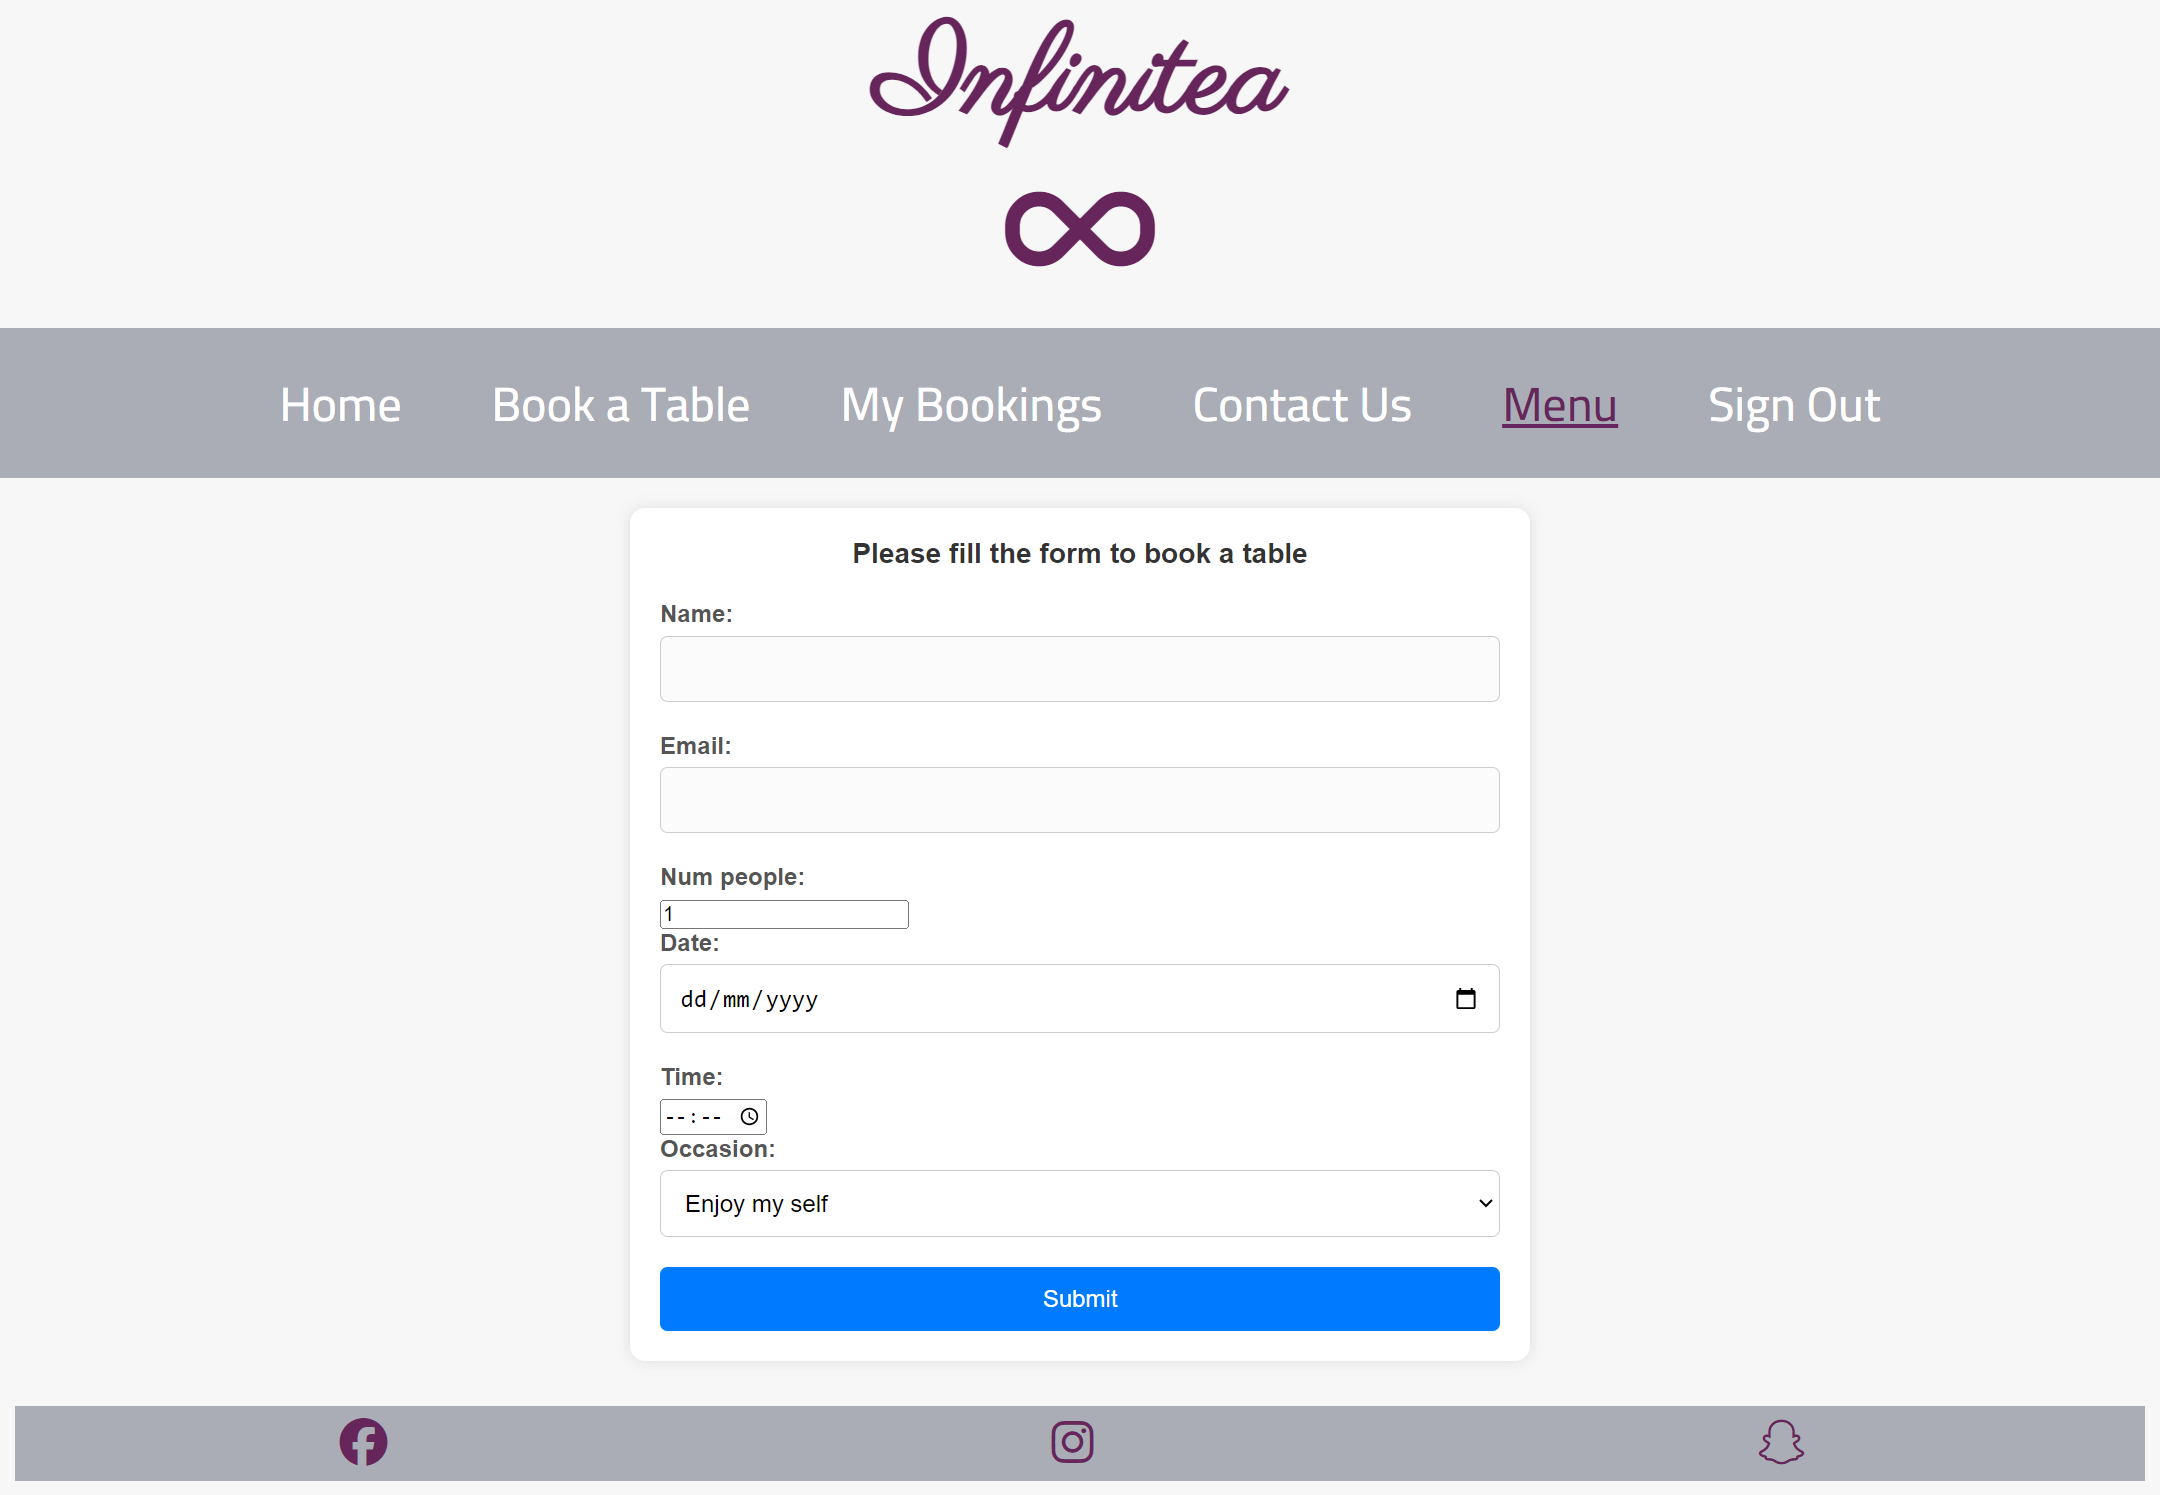 Infinitea
Home Book a Table My Bookings Contact Us Menu Sign Out
Please fill the form to book a table
Name:
Email:
Num people:
1
Date:
dd/mm/yyyy
Time:
--:--
Occasion:
Enjoy my self
Submit